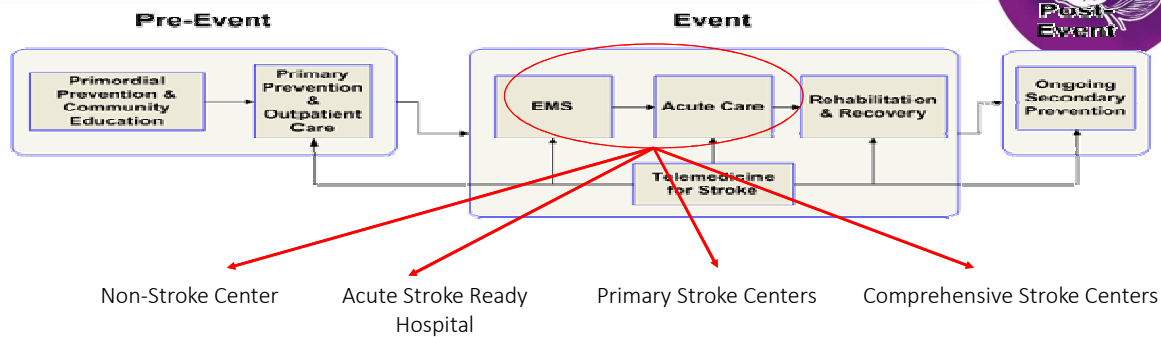 Pre-Event
Event
Post-
Event
Primordial
Prevention &
Community
Education
Primary
Prevention
&
Outpatient
Care
EMS
Acute Care
Rehabilitation
& Recovery
Ongoing
Secondary
Prevention
Telemedicine
for Stroke
Non-Stroke Center
Acute Stroke Ready
Hospital
Primary Stroke Centers
Comprehensive Stroke Centers